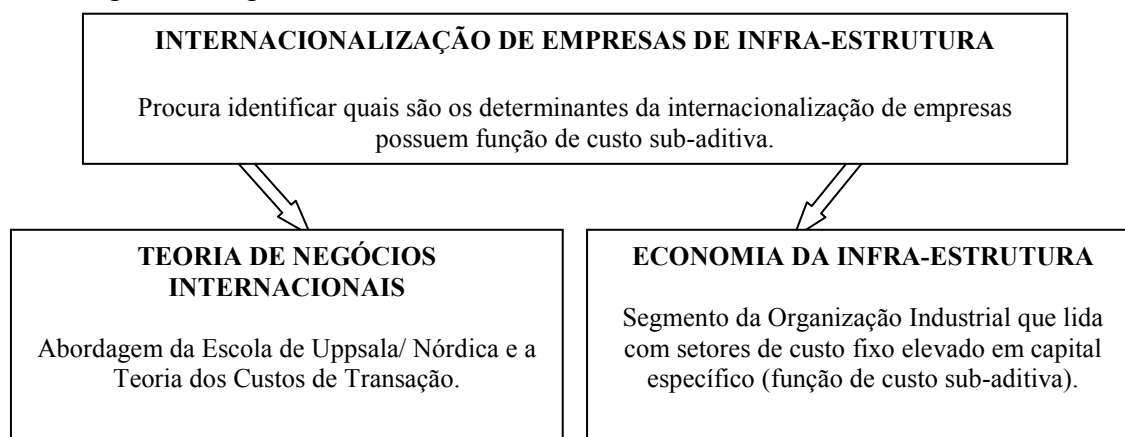 INTERNACIONALIZAÇÃO DE EMPRESAS DE INFRA-ESTRUTURA
Procura identificar quais são os determinantes da internacionalização de empresas
possuem função de custo sub-aditiva.
TEORIA DE NEGÓCIOS
INTERNACIONAIS
Abordagem da Escola de Uppsala/ Nórdica e a
Teoria dos Custos de Transação.
ECONOMIA DA INFRA-ESTRUTURA
Segmento da Organização Industrial que lida
com setores de custo fixo elevado em capital
específico (função de custo sub-aditiva).